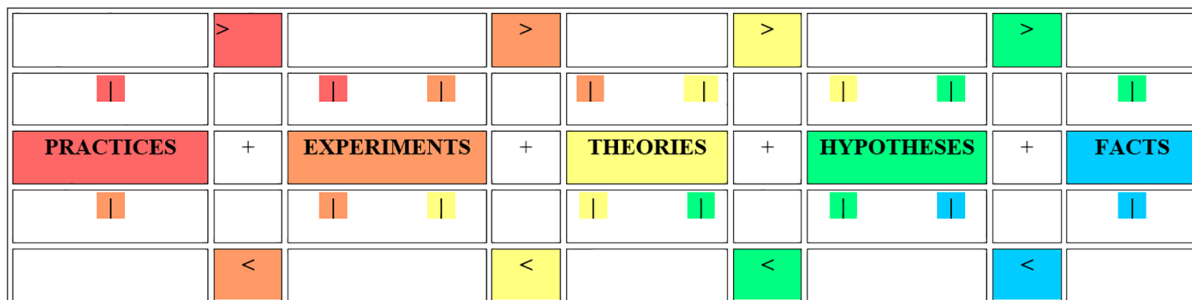 > > > >
| | | | | | | |
PRACTICES + EXPERIMENTS + THEORIES + HYPOTHESES + FACTS
| | | | | | | |
< < < <